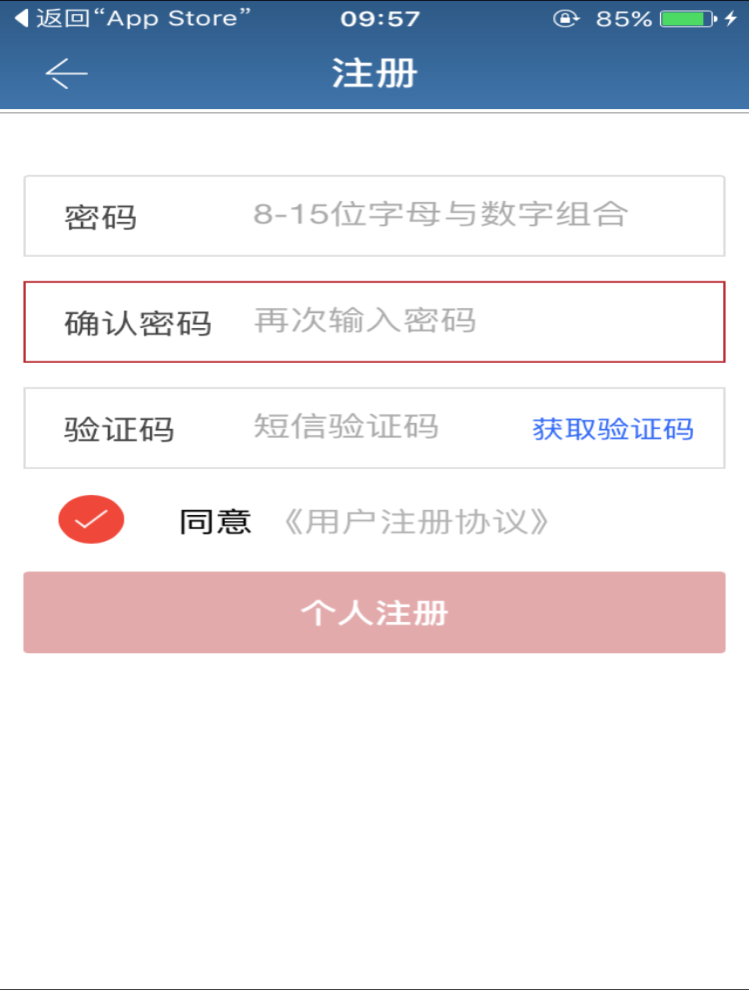 返回“App Store” 09:57 85%
注册
密码 8-15位字母与数字组合
确认密码 再次输入密码
验证码 短信验证码 获取验证码
同意 《用户注册协议》
个人注册